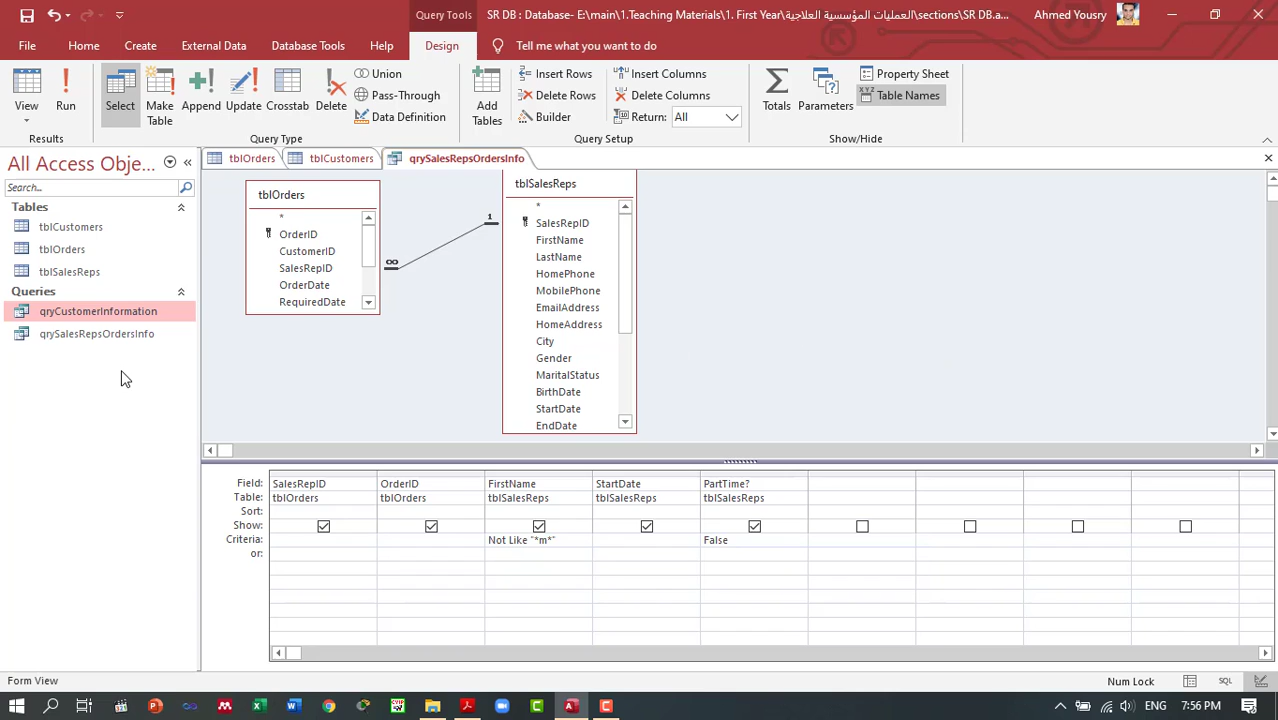 Query Tools
SR DB : Database- E:\main\1.Teaching Materials\1. First Year\العمليات المؤسسية العلاجية\sections\SR DB.a...
Ahmed Yousry
File
Home
Create
External Data
Database Tools
Help
Design
Tell me what you want to do
View
Run
Results
Select
Make Table
Append
Update
Crosstab
Delete
Union
Pass-Through
Data Definition
Query Type
Add Tables
Insert Rows
Delete Rows
Builder
Insert Columns
Delete Columns
Return: All
Query Setup
Totals
Parameters
Property Sheet
XYZ Table Names
Show/Hide
All Access Obje...
Search...
Tables
tblCustomers
tblOrders
tblSalesReps
Queries
qryCustomerInformation
qrySalesRepsOrdersInfo
tblOrders
tblCustomers
qrySalesRepsOrdersInfo
tblOrders
*
OrderID
CustomerID
SalesRepID
OrderDate
RequiredDate
∞
1
tblSalesReps
*
SalesRepID
FirstName
LastName
HomePhone
MobilePhone
EmailAddress
HomeAddress
City
Gender
MaritalStatus
BirthDate
StartDate
EndDate
Field: SalesRepID OrderID FirstName StartDate PartTime?
Table: tblOrders tblOrders tblSalesReps tblSalesReps tblSalesReps
Sort:
Show:
Criteria: Not Like "*m*" False
or:
Form View
Num Lock
SQL
7:56 PM